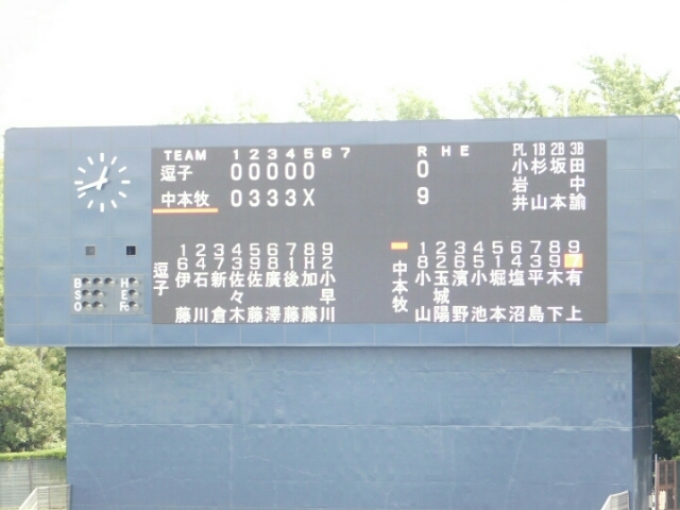 TEAM 1 2 3 4 5 6 7 R H E PL 1B 2B 3B
逗子 0 0 0 0 0 0 小 杉 坂 田
中本牧 0 3 3 3 X 9 岩 中
井 山 本 諭
1 2 3 4 5 6 7 8 9
6 4 7 3 9 8 1 H 2
逗子 伊藤 石川 新倉 佐々木 佐藤 廣澤 後藤 加藤 小早川
1 2 3 4 5 6 7 8 9
8 2 6 5 1 4 3 9 7
中本牧 小山 玉城陽 濱野 小池 堀本 塩沼 平島 木下 有上
B H
S E
O Fc